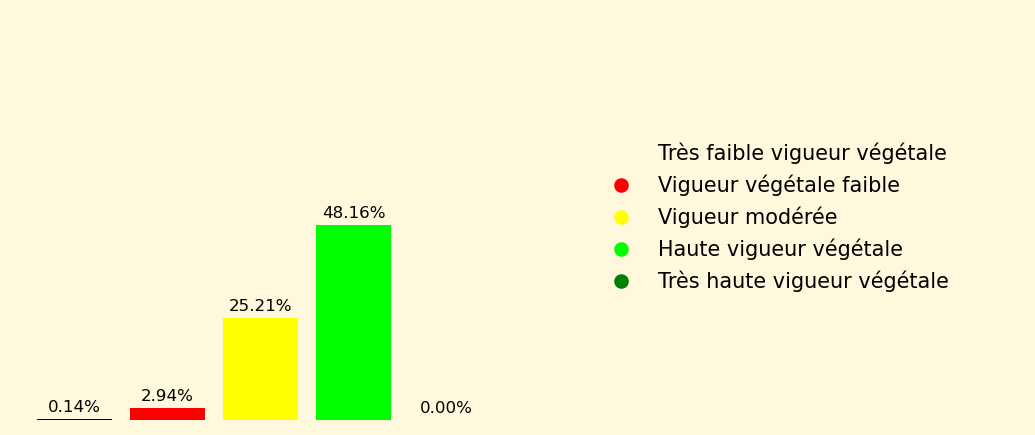 0.14%
2.94%
25.21%
48.16%
0.00%
Très faible vigueur végétale
Vigueur végétale faible
Vigueur modérée
Haute vigueur végétale
Très haute vigueur végétale